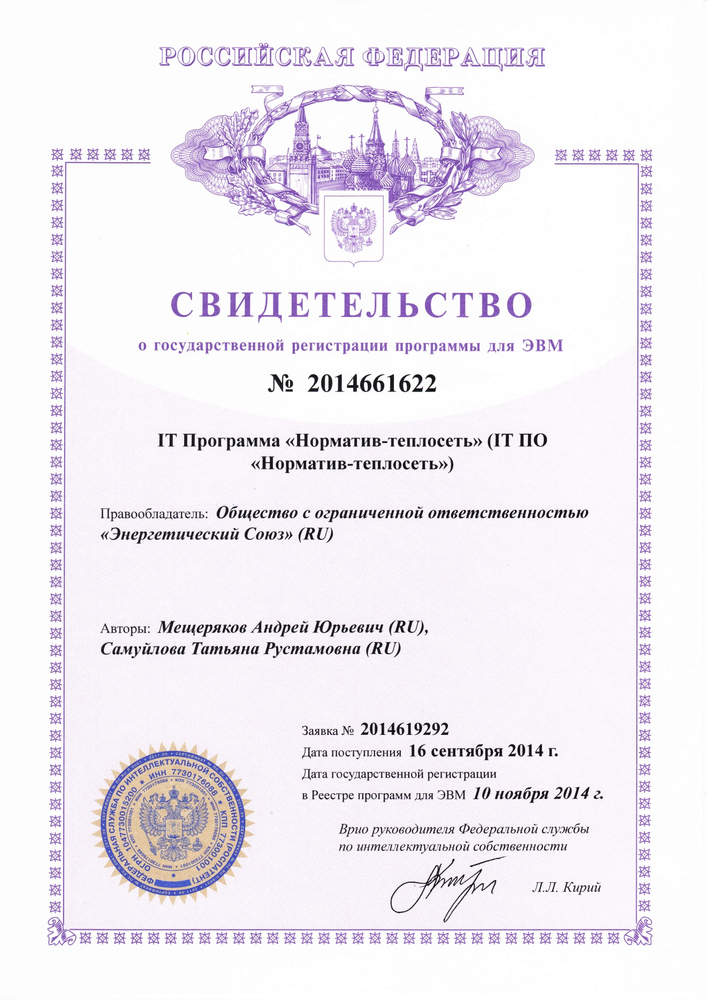 РОССИЙСКАЯ ФЕДЕРАЦИЯ
СВИДЕТЕЛЬСТВО
о государственной регистрации программы для ЭВМ
№ 2014661622
IT Программа «Норматив-теплосеть» (IT ПО
«Норматив-теплосеть»)
Правообладатель: Общество с ограниченной ответственностью
«Энергетический Союз» (RU)
Авторы: Мещеряков Андрей Юрьевич (RU),
Самуйлова Татьяна Рустамовна (RU)
Заявка № 2014619292
Дата поступления 16 сентября 2014 г.
Дата государственной регистрации
в Реестре программ для ЭВМ 10 ноября 2014 г.
Врио руководителя Федеральной службы
по интеллектуальной собственности
Л.Л. Кирий
ФЕДЕРАЛЬНАЯ СЛУЖБА ПО ИНТЕЛЛЕКТУАЛЬНОЙ СОБСТВЕННОСТИ (РОСПАТЕНТ)
ОГРН 1047730015200 * ИНН 7730176088 * КПП 773001001